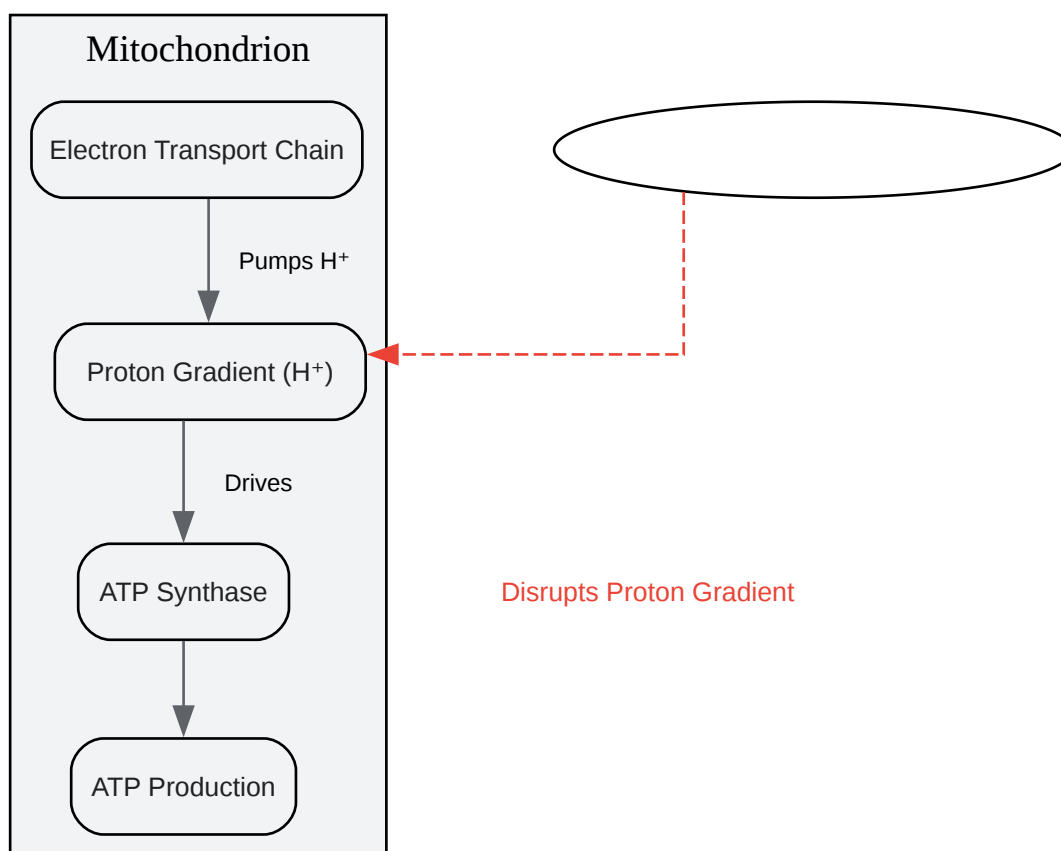 Mitochondrion
Electron Transport Chain
Pumps H⁺
Proton Gradient (H⁺)
Drives
ATP Synthase
Disrupts Proton Gradient
ATP Production